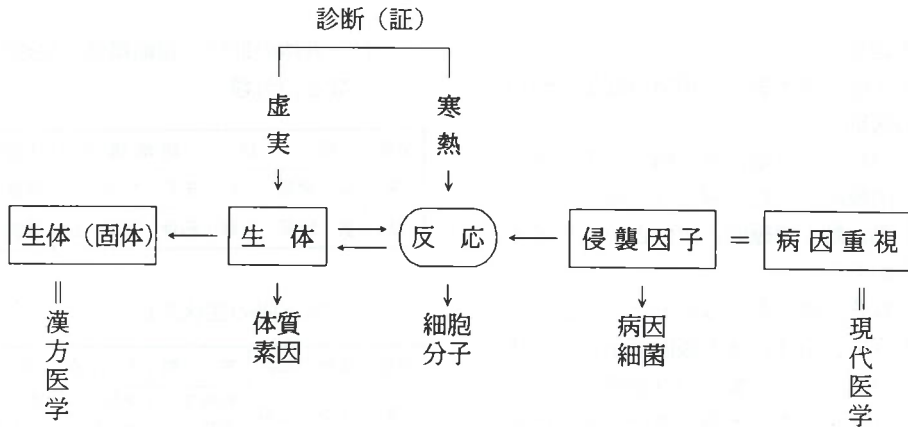 診断（証）
虚実
寒熱
生体（固体）
生体
反応
侵襲因子
=
病因重視
=
漢方医学
体質
素因
細胞
分子
病因
細菌
=
現代医学